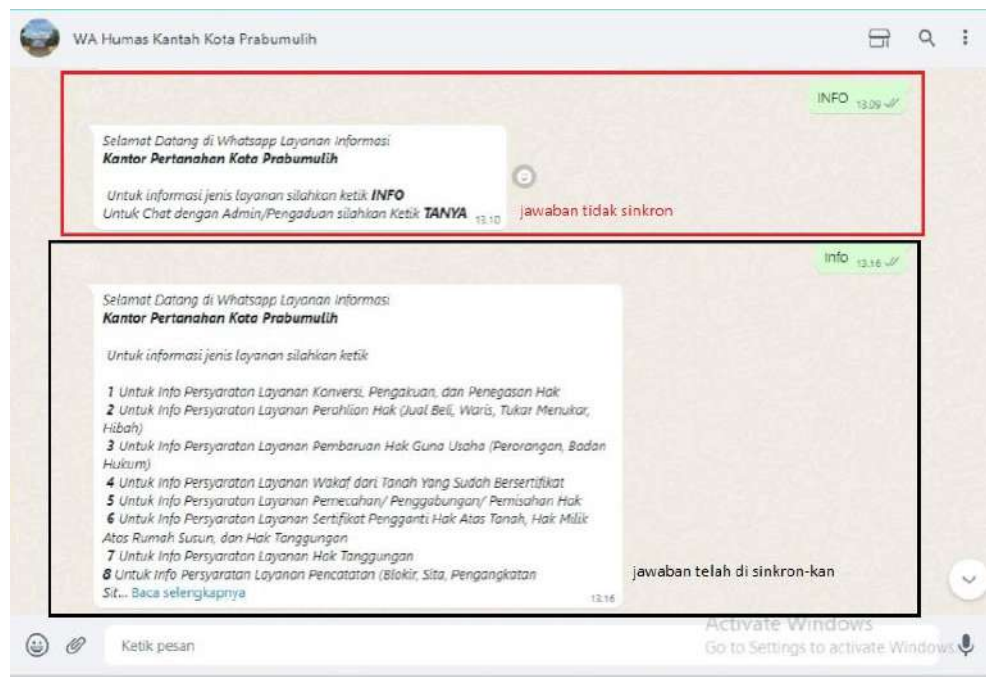 WA Humas Kantah Kota Prabumulih
INFO 13.09
Selamat Datang di Whatsapp Layanan Informasi
Kantor Pertanahan Kota Prabumulih
Untuk informasi jenis layanan silahkan ketik INFO
Untuk Chat dengan Admin/Pengaduan silahkan Ketik TANYA 13.10
jawaban tidak sinkron
Info 13.16
Selamat Datang di Whatsapp Layanan Informasi
Kantor Pertanahan Kota Prabumulih
Untuk informasi jenis layanan silahkan ketik
1 Untuk Info Persyaratan Layanan Konversi, Pengakuan, dan Penegasan Hak
2 Untuk Info Persyaratan Layanan Perahlian Hak (Jual Beli, Waris, Tukar Menukar,
Hibah)
3 Untuk Info Persyaratan Layanan Pembaruan Hak Guna Usaha (Perorangan, Badan
Hukum)
4 Untuk Info Persyaratan Layanan Wakaf dari Tanah Yang Sudah Bersertifikat
5 Untuk Info Persyaratan Layanan Pemecahan/ Penggabungan/ Pemisahan Hak
6 Untuk Info Persyaratan Layanan Sertifikat Pengganti Hak Atas Tanah, Hak Milik
Atas Rumah Susun, dan Hak Tanggungan
7 Untuk Info Persyaratan Layanan Hak Tanggungan
8 Untuk Info Persyaratan Layanan Pencatatan (Blokir, Sita, Pengangkatan
Sit... Baca selengkapnya 13.16
jawaban telah di sinkron-kan
Ketik pesan
Activate Windows
Go to Settings to activate Windows.